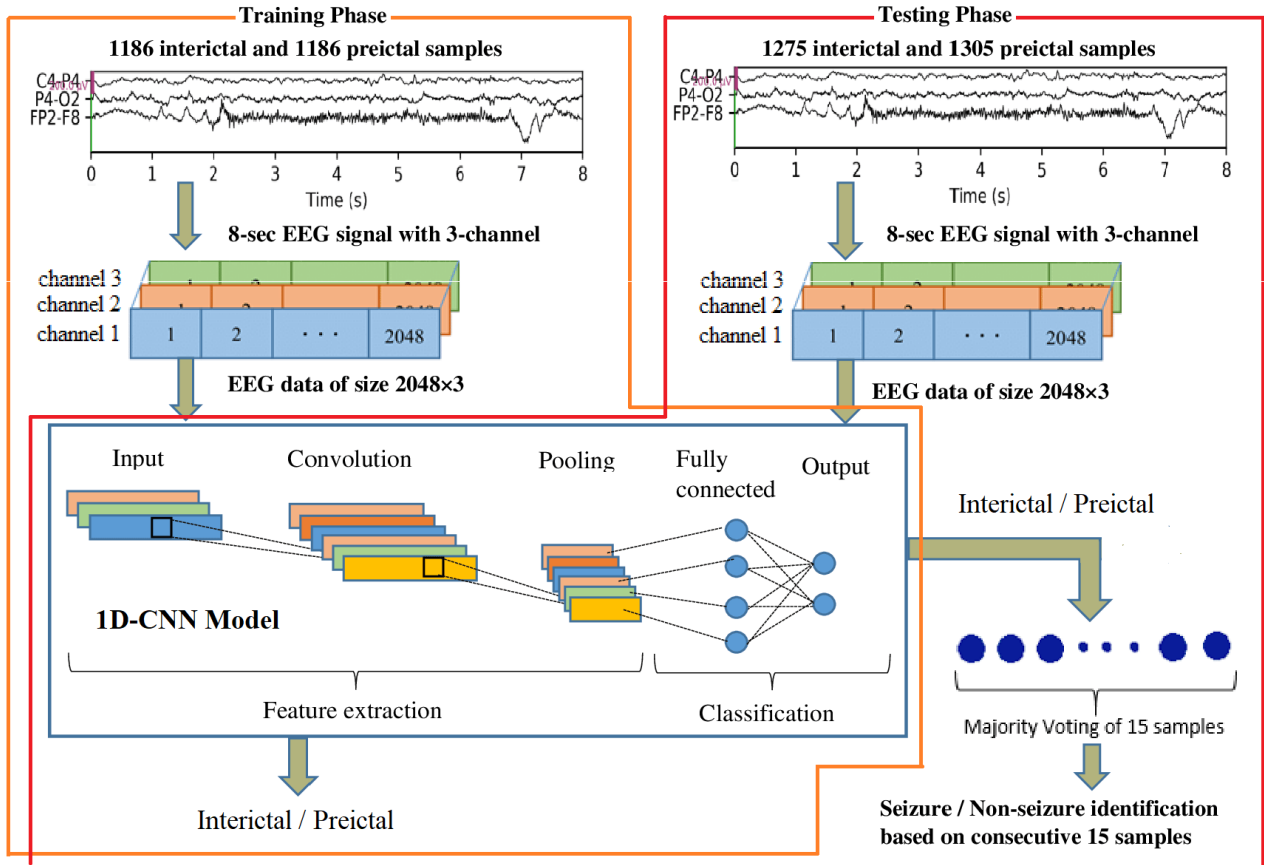 Training Phase
1186 interictal and 1186 preictal samples
C4-P4
200.0 uV
P4-O2
FP2-F8
0 1 2 3 4 5 6 7 8
Time (s)
8-sec EEG signal with 3-channel
channel 3
channel 2
channel 1
1 2 · · · 2048
EEG data of size 2048×3
Testing Phase
1275 interictal and 1305 preictal samples
C4-P4
200.0 uV
P4-O2
FP2-F8
0 1 2 3 4 5 6 7 8
Time (s)
8-sec EEG signal with 3-channel
channel 3
channel 2
channel 1
1 2 · · · 2048
EEG data of size 2048×3
Input
Convolution
Pooling
Fully
connected
Output
1D-CNN Model
Feature extraction
Classification
Interictal / Preictal
Interictal / Preictal
Majority Voting of 15 samples
Seizure / Non-seizure identification
based on consecutive 15 samples